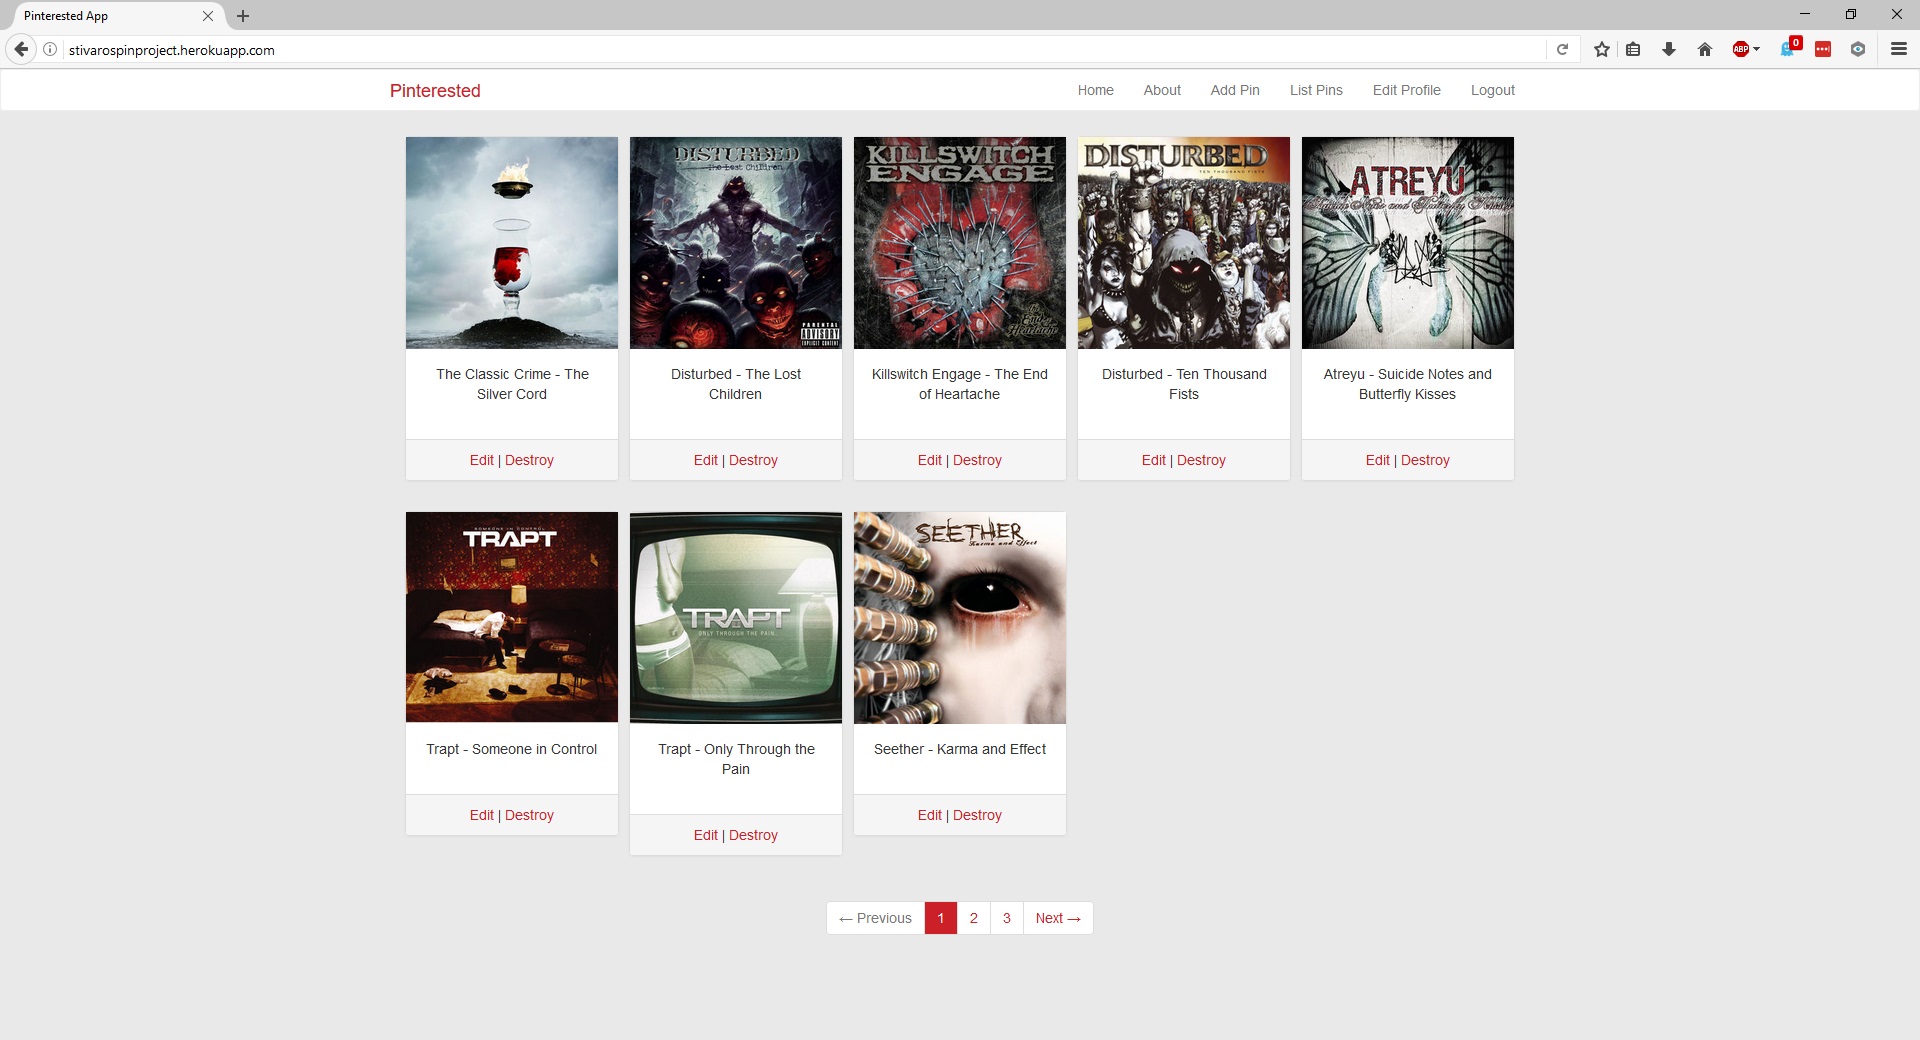 Pinterested App
stivarospinproject.herokuapp.com
ABP
0
Pinterested
Home About Add Pin List Pins Edit Profile Logout
DISTURBED
The Lost Children
PARENTAL
ADVISORY
EXPLICIT CONTENT
KILLSWITCH
ENGAGE
The End of Heartache
DISTURBED
TEN THOUSAND FISTS
ATREYU
Suicide Notes and Butterfly Kisses
The Classic Crime - The
Silver Cord
Disturbed - The Lost
Children
Killswitch Engage - The End
of Heartache
Disturbed - Ten Thousand
Fists
Atreyu - Suicide Notes and
Butterfly Kisses
Edit | Destroy
Edit | Destroy
Edit | Destroy
Edit | Destroy
Edit | Destroy
SOMEONE IN CONTROL
TRAPT
TRAPT
ONLY THROUGH THE PAIN
SEETHER
Karma and Effect
Trapt - Someone in Control
Trapt - Only Through the
Pain
Seether - Karma and Effect
Edit | Destroy
Edit | Destroy
Edit | Destroy
← Previous 1 2 3 Next →